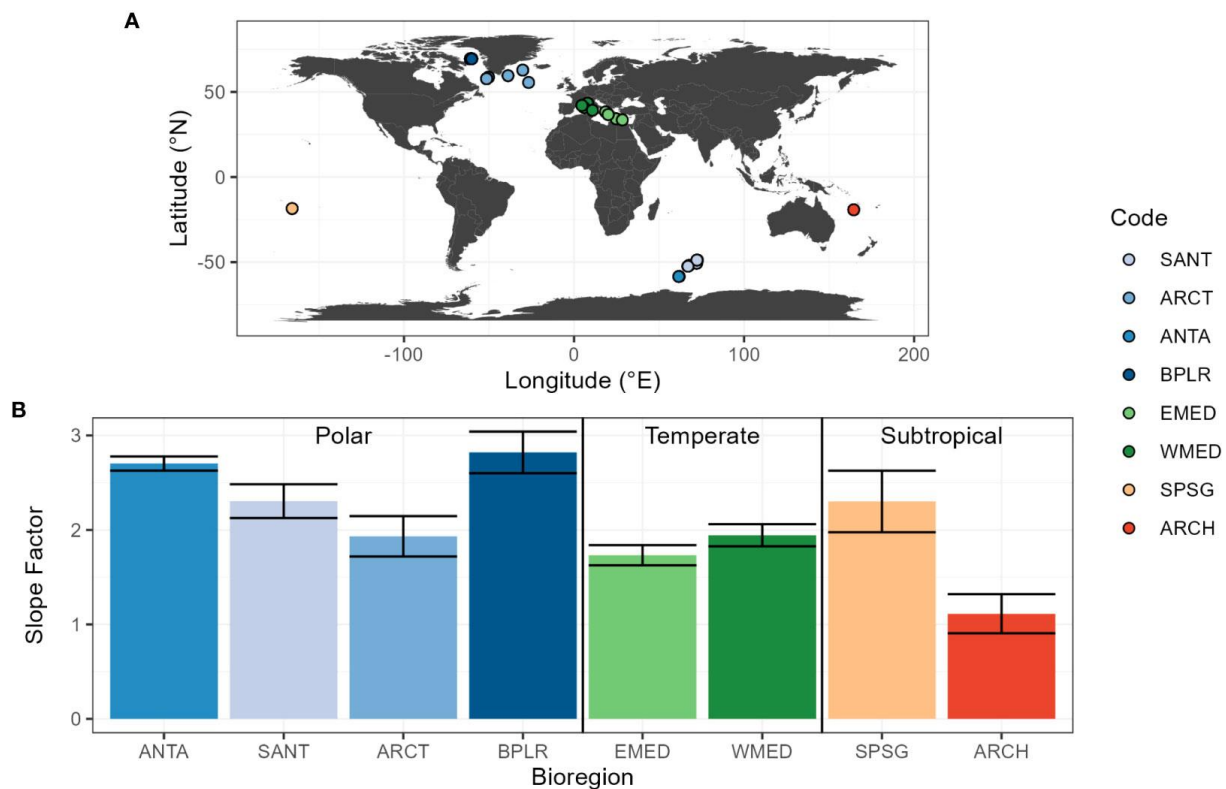 A
Latitude (°N)
50
0
-50
-100
0
100
200
Longitude (°E)
Code
SANT
ARCT
ANTA
BPLR
EMED
WMED
SPSG
ARCH
B
Slope Factor
3
2
1
0
Polar
Temperate
Subtropical
ANTA
SANT
ARCT
BPLR
EMED
WMED
SPSG
ARCH
Bioregion